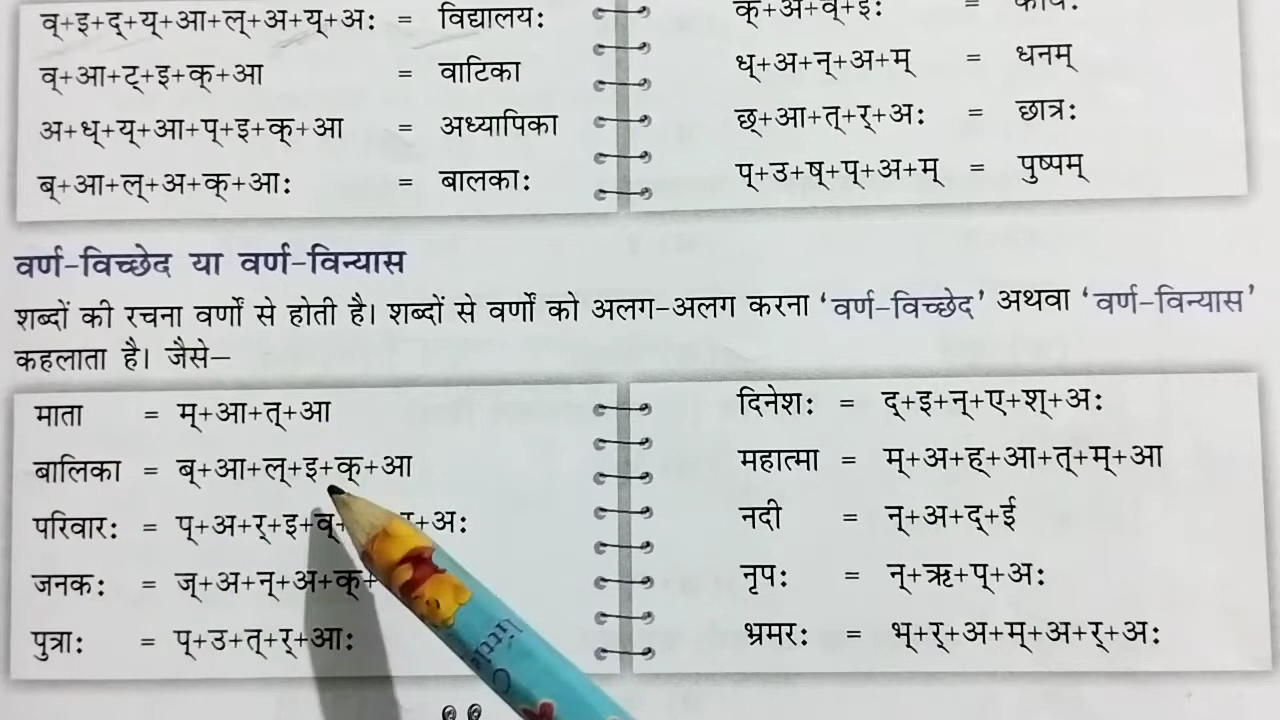 व्+इ+द्+य्+आ+ल्+अ+य्+अः = विद्यालयः
व्+आ+ट्+इ+क्+आ = वाटिका
अ+ध्+य्+आ+प्+इ+क्+आ = अध्यापिका
ब्+आ+ल्+अ+क्+आः = बालकाः
क्+अ+व्+इः =
ध्+अ+न्+अ+म् = धनम्
छ्+आ+त्+र्+अः = छात्रः
प्+उ+ष्+प्+अ+म् = पुष्पम्
वर्ण-विच्छेद या वर्ण-विन्यास
शब्दों की रचना वर्णों से होती है। शब्दों से वर्णों को अलग-अलग करना ‘वर्ण-विच्छेद’ अथवा ‘वर्ण-विन्यास’
कहलाता है। जैसे–
माता = म्+आ+त्+आ
बालिका = ब्+आ+ल्+इ+क्+आ
परिवारः = प्+अ+र्+इ+व्+ +अः
जनकः = ज्+अ+न्+अ+क्+
पुत्राः = प्+उ+त्+र्+आः
दिनेशः = द्+इ+न्+ए+श्+अः
महात्मा = म्+अ+ह्+आ+त्+म्+आ
नदी = न्+अ+द्+ई
नृपः = न्+ऋ+प्+अः
भ्रमरः = भ्+र्+अ+म्+अ+र्+अः
little